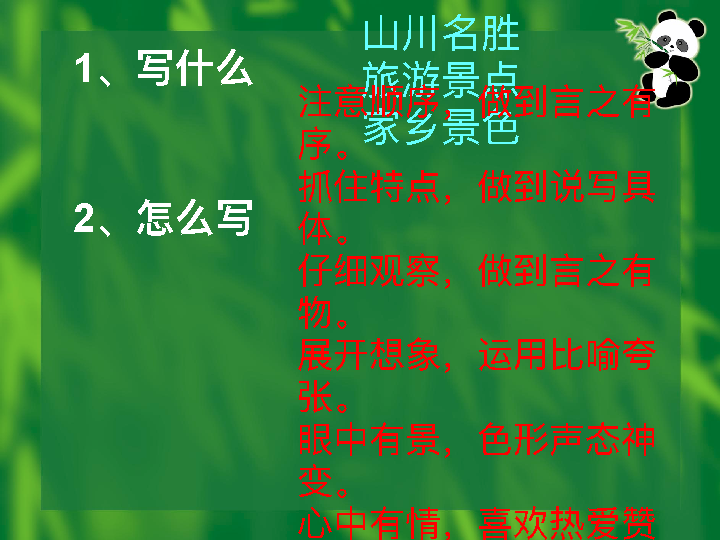 1、写什么
山川名胜
旅游景点
家乡景色
2、怎么写
注意顺序，做到言之有
序。
抓住特点，做到说写具
体。
仔细观察，做到言之有
物。
展开想象，运用比喻夸
张。
眼中有景，色形声态神
变。
心中有情，喜欢热爱赞